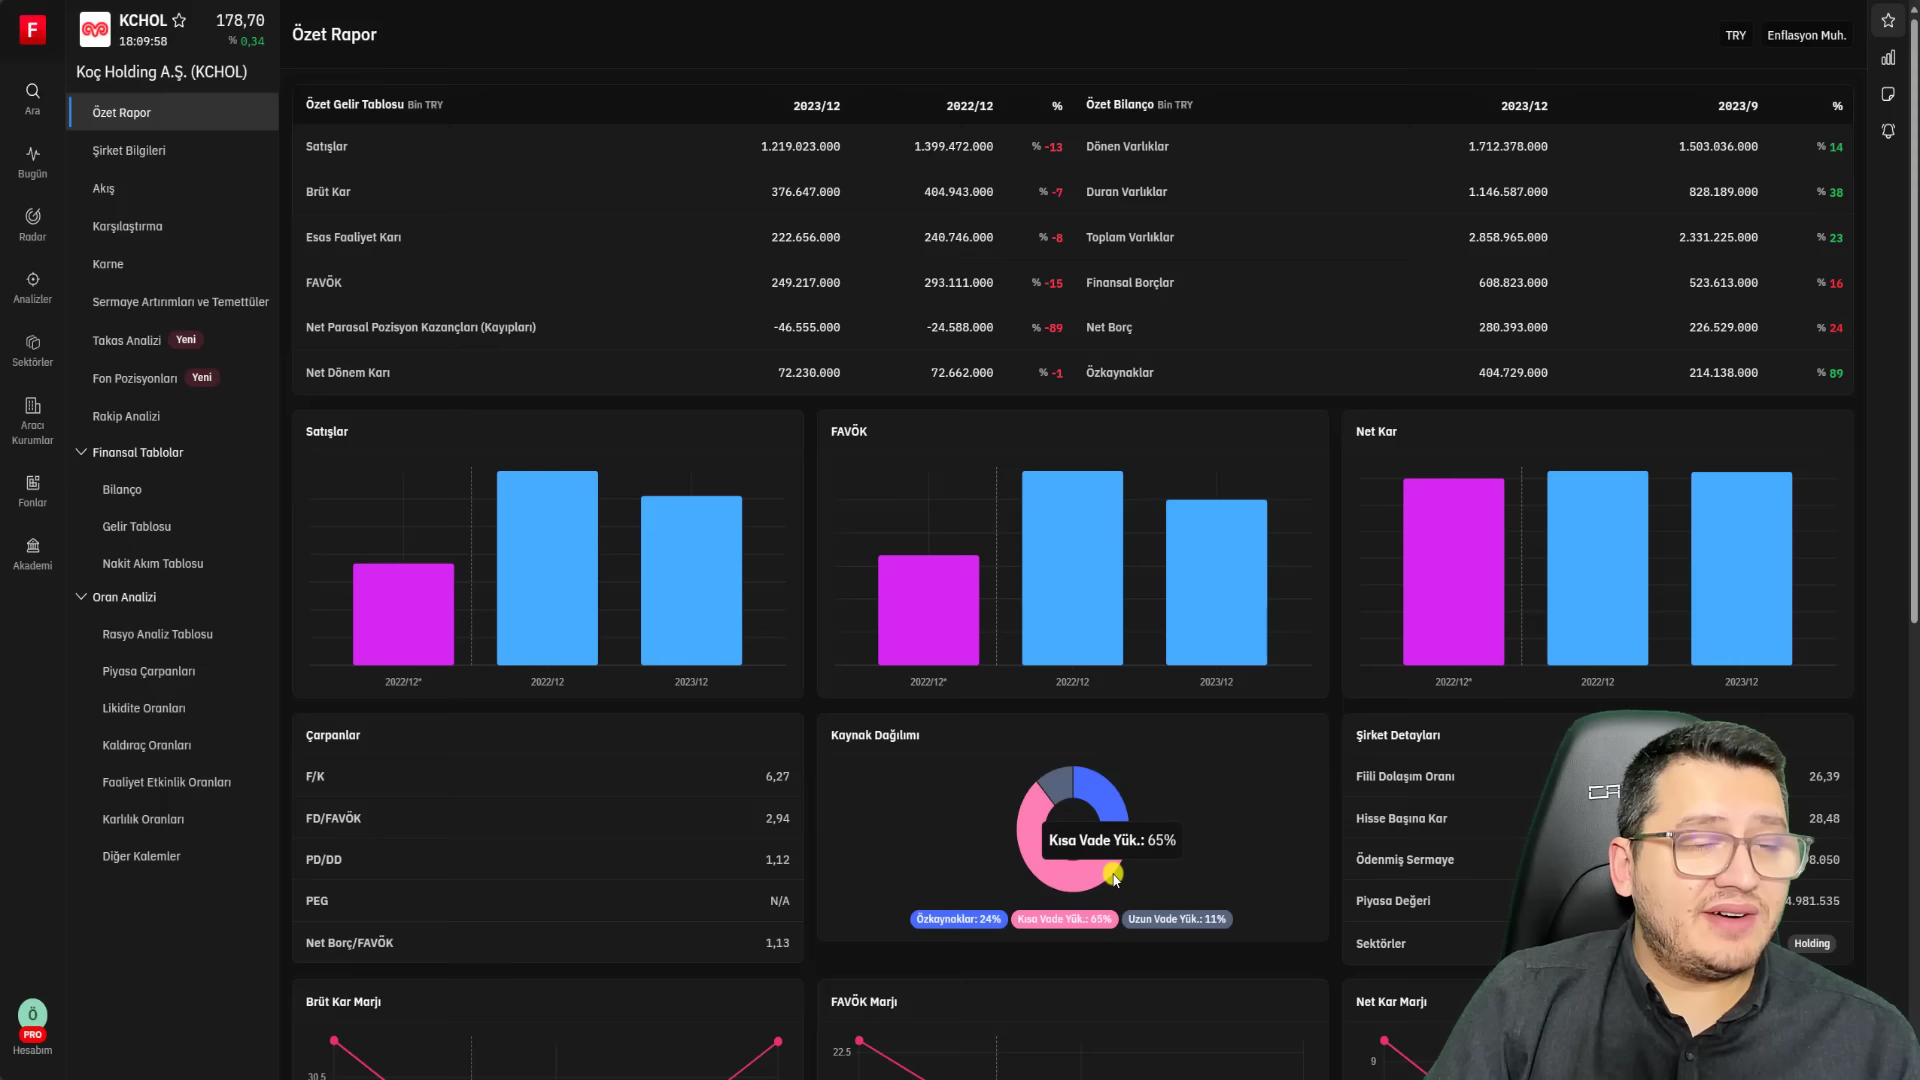 F
Ara
Bugün
Radar
Analizler
Sektörler
Aracı
Kurumlar
Fonlar
Akademi
Ö
PRO
Hesabım
KCHOL
178,70
18:09:58
% 0,34
Koç Holding A.Ş. (KCHOL)
Özet Rapor
Şirket Bilgileri
Akış
Karşılaştırma
Karne
Sermaye Artırımları ve Temettüler
Takas Analizi Yeni
Fon Pozisyonları Yeni
Rakip Analizi
Finansal Tablolar
Bilanço
Gelir Tablosu
Nakit Akım Tablosu
Oran Analizi
Rasyo Analiz Tablosu
Piyasa Çarpanları
Likidite Oranları
Kaldıraç Oranları
Faaliyet Etkinlik Oranları
Karlılık Oranları
Diğer Kalemler
Özet Rapor
TRY
Enflasyon Muh.
Özet Gelir Tablosu Bin TRY 2023/12 2022/12 %
Satışlar 1.219.023.000 1.399.472.000 % -13
Brüt Kar 376.647.000 404.943.000 % -7
Esas Faaliyet Karı 222.656.000 240.746.000 % -8
FAVÖK 249.217.000 293.111.000 % -15
Net Parasal Pozisyon Kazançları (Kayıpları) -46.555.000 -24.588.000 % -89
Net Dönem Karı 72.230.000 72.662.000 % -1
Özet Bilanço Bin TRY 2023/12 2023/9 %
Dönen Varlıklar 1.712.378.000 1.503.036.000 % 14
Duran Varlıklar 1.146.587.000 828.189.000 % 38
Toplam Varlıklar 2.858.965.000 2.331.225.000 % 23
Finansal Borçlar 608.823.000 523.613.000 % 16
Net Borç 280.393.000 226.529.000 % 24
Özkaynaklar 404.729.000 214.138.000 % 89
Satışlar
2022/12* 2022/12 2023/12
FAVÖK
2022/12* 2022/12 2023/12
Net Kar
2022/12* 2022/12 2023/12
Çarpanlar
F/K 6,27
FD/FAVÖK 2,94
PD/DD 1,12
PEG N/A
Net Borç/FAVÖK 1,13
Kaynak Dağılımı
Kısa Vade Yük.: 65%
Özkaynaklar: 24% Kısa Vade Yük.: 65% Uzun Vade Yük.: 11%
Şirket Detayları
Fiili Dolaşım Oranı 26,39
Hisse Başına Kar 28,48
Ödenmiş Sermaye 8.050
Piyasa Değeri 4.981.535
Sektörler Holding
Brüt Kar Marjı
30.5
FAVÖK Marjı
22.5
Net Kar Marjı
9